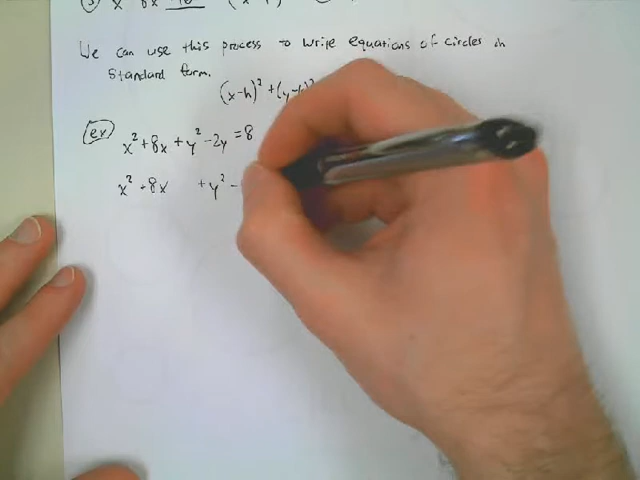 We can use this process to write equations of circles in
Standard form.
(x-h)² + (y-k)²
(ex) x² + 8x + y² - 2y = 8
x² + 8x + y² -